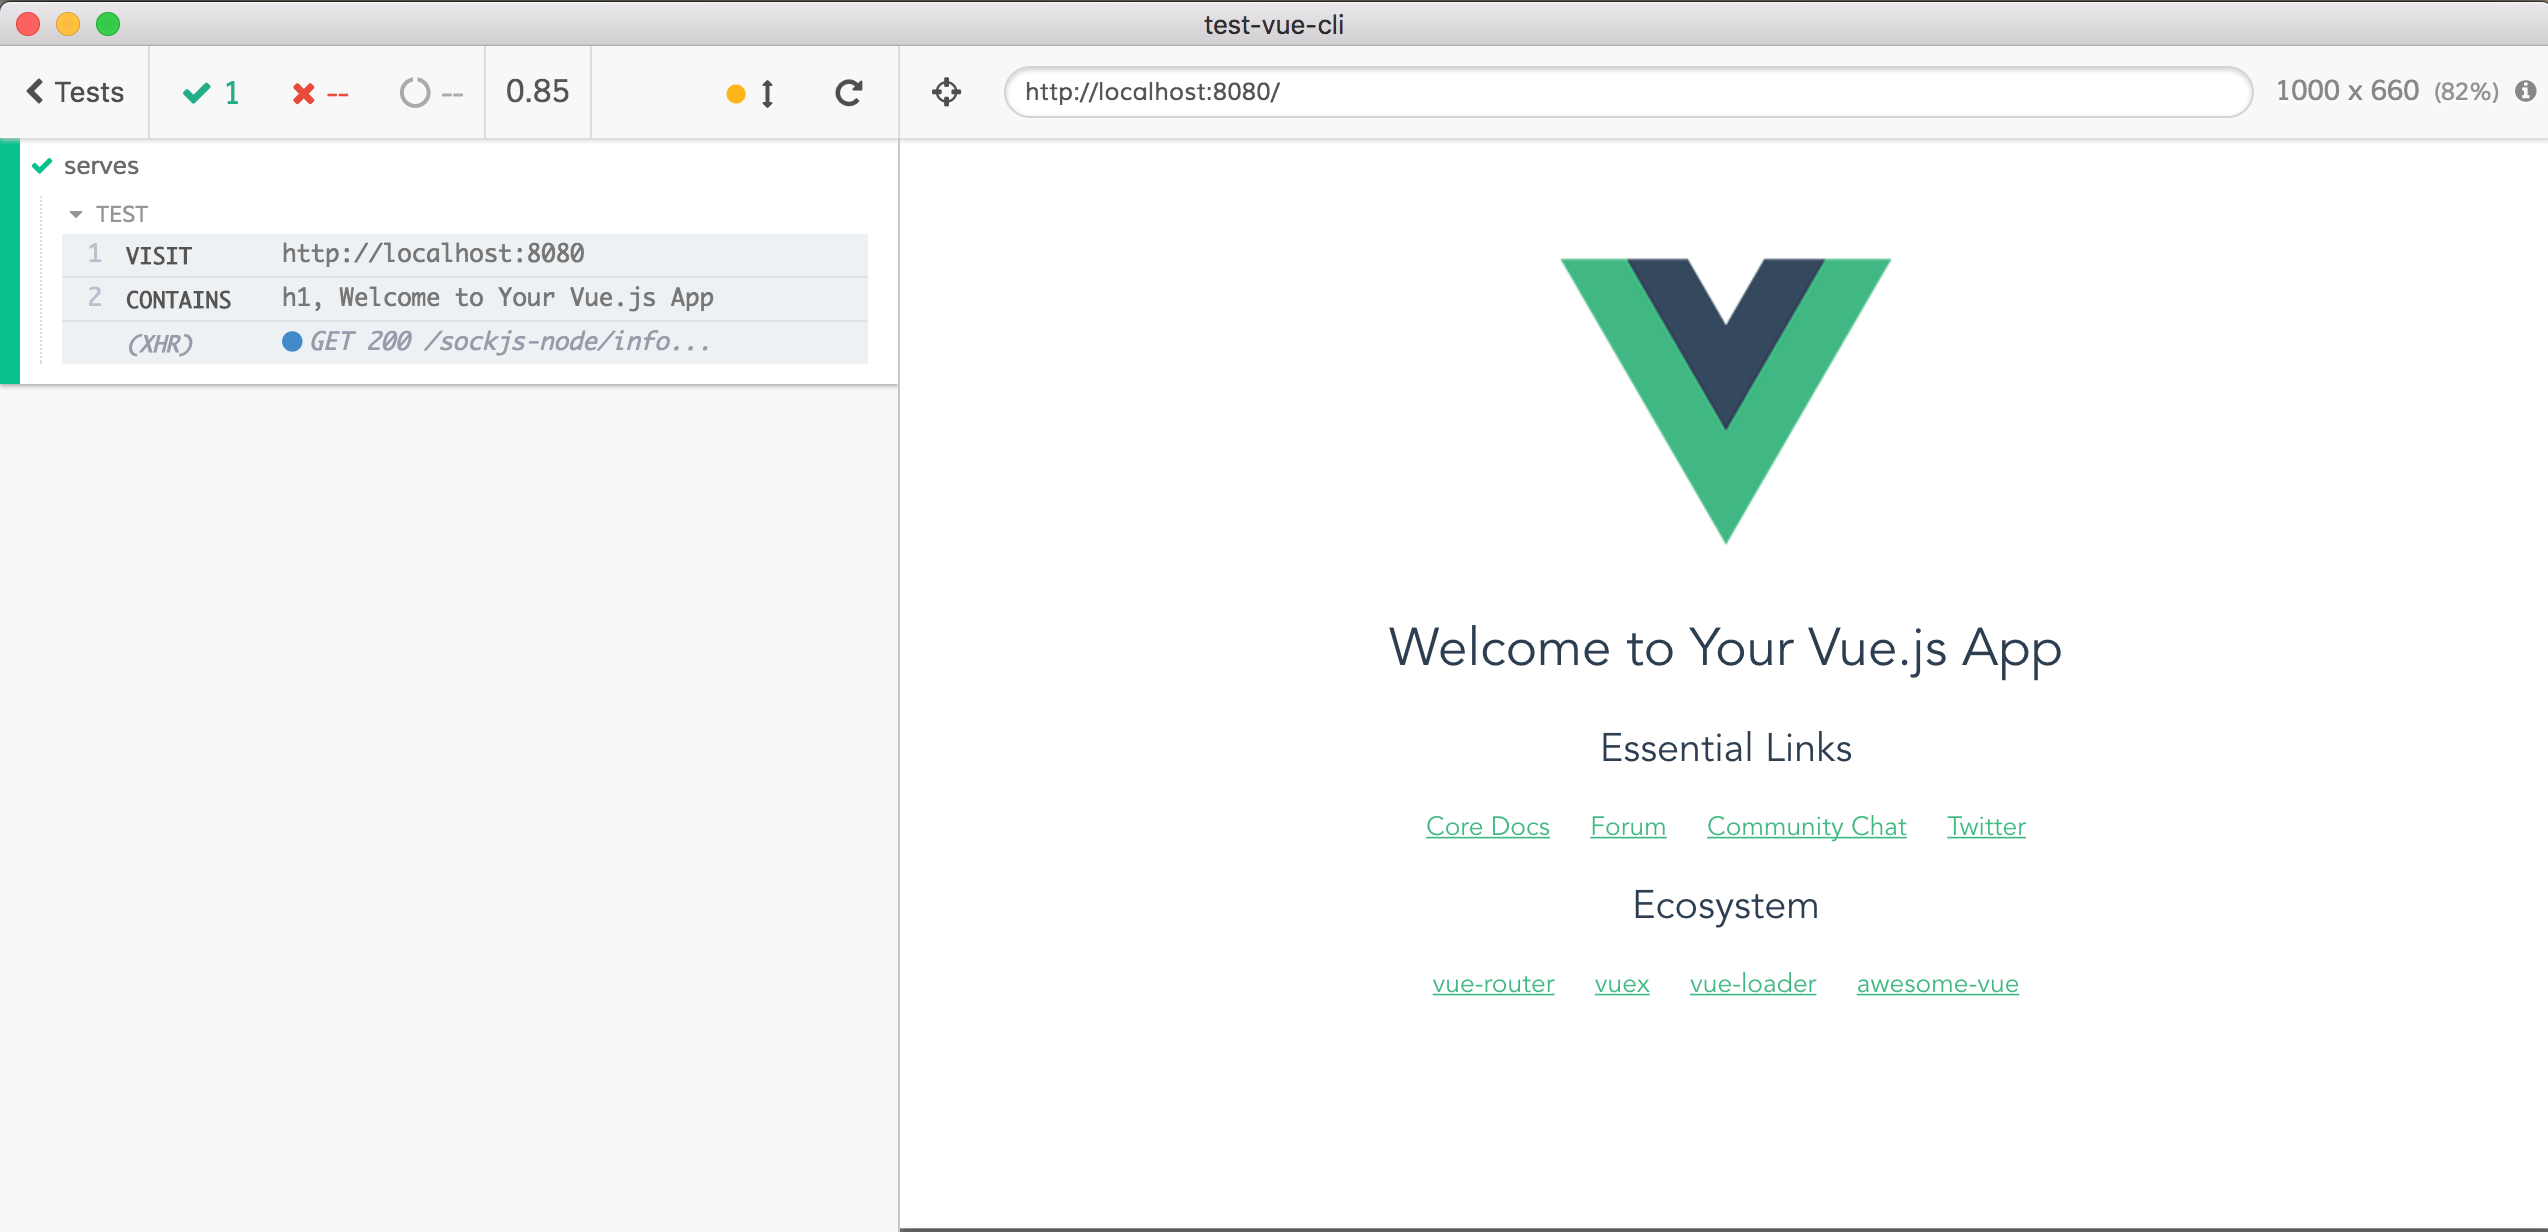 test-vue-cli
Tests 1 -- -- 0.85 http://localhost:8080/ 1000 x 660 (82%)
serves
TEST
1 VISIT http://localhost:8080
2 CONTAINS h1, Welcome to Your Vue.js App
(XHR) GET 200 /sockjs-node/info...
Welcome to Your Vue.js App
Essential Links
Core Docs Forum Community Chat Twitter
Ecosystem
vue-router vuex vue-loader awesome-vue